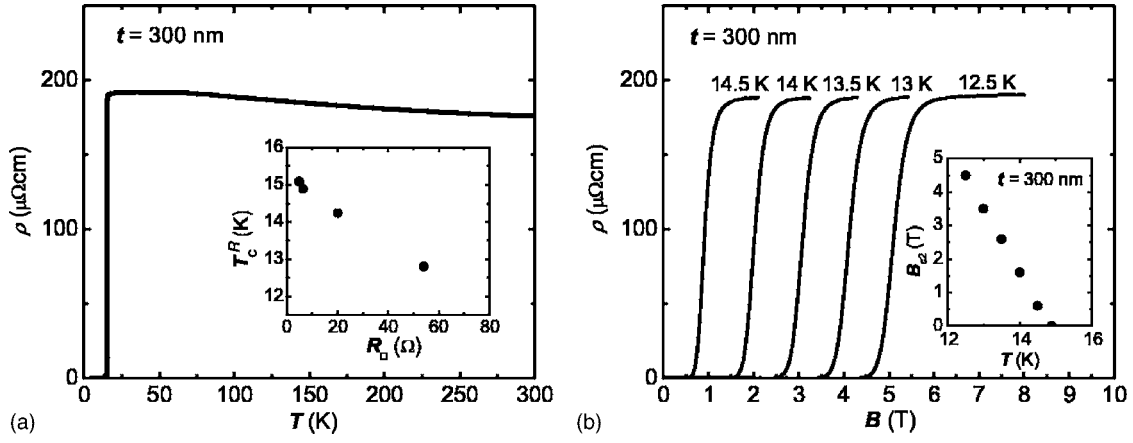 t = 300 nm
200
100
0
ρ (μΩcm)
0 50 100 150 200 250 300
T (K)
16
15
14
13
12
T_c^R (K)
0 20 40 60 80
R_□ (Ω)
(a)
t = 300 nm
14.5 K 14 K 13.5 K 13 K 12.5 K
200
100
0
ρ (μΩcm)
0 1 2 3 4 5 6 7 8 9 10
B (T)
5
4
3
2
1
0
B_c2 (T)
t = 300 nm
12 14 16
T (K)
(b)